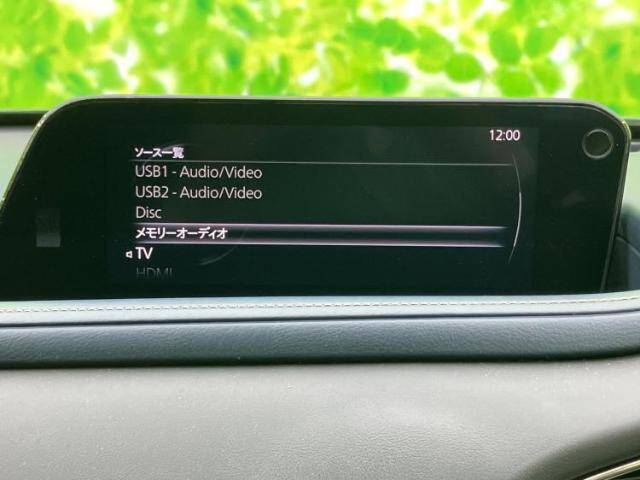 12:00
ソース一覧
USB1 - Audio/Video
USB2 - Audio/Video
Disc
メモリーオーディオ
TV
HDMI